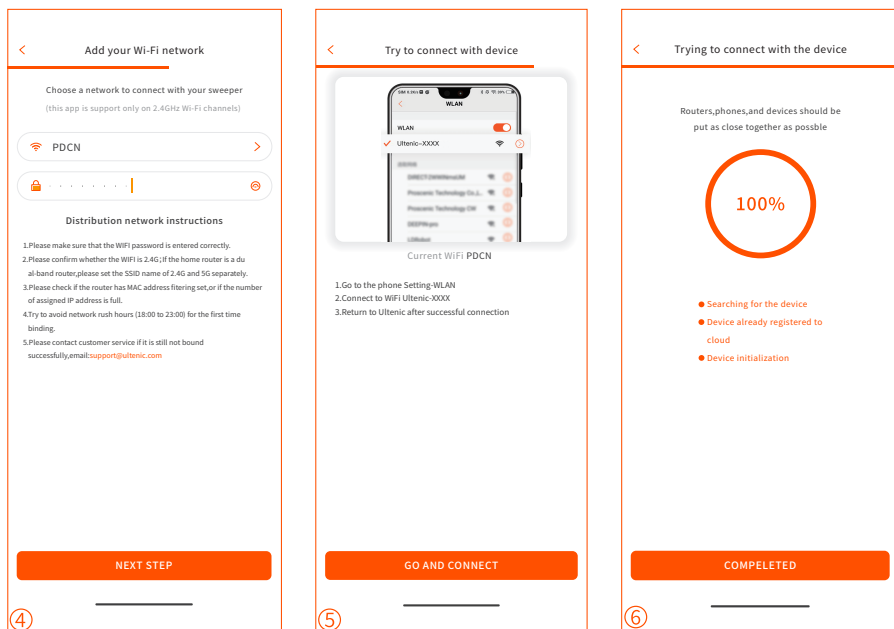 Add your Wi-Fi network
Choose a network to connect with your sweeper
(this app is support only on 2.4GHz Wi-Fi channels)
PDCN
Distribution network instructions
1.Please make sure that the WIFI password is entered correctly.
2.Please confirm whether the WIFI is 2.4G;If the home router is a du
al-band router,please set the SSID name of 2.4G and 5G separately.
3.Please check if the router has MAC address fitering set,or if the number
of assigned IP address is full.
4.Try to avoid network rush hours (18:00 to 23:00) for the first time
binding.
5.Please contact customer service if it is still not bound
successfully,email:support@ultenic.com
NEXT STEP
④
Try to connect with device
WLAN
WLAN
Ultenic-XXXX
Current WiFi PDCN
1.Go to the phone Setting-WLAN
2.Connect to WiFi Ultenic-XXXX
3.Return to Ultenic after successful connection
GO AND CONNECT
⑤
Trying to connect with the device
Routers,phones,and devices should be
put as close together as possble
100%
Searching for the device
Device already registered to
cloud
Device initialization
COMPELETED
⑥